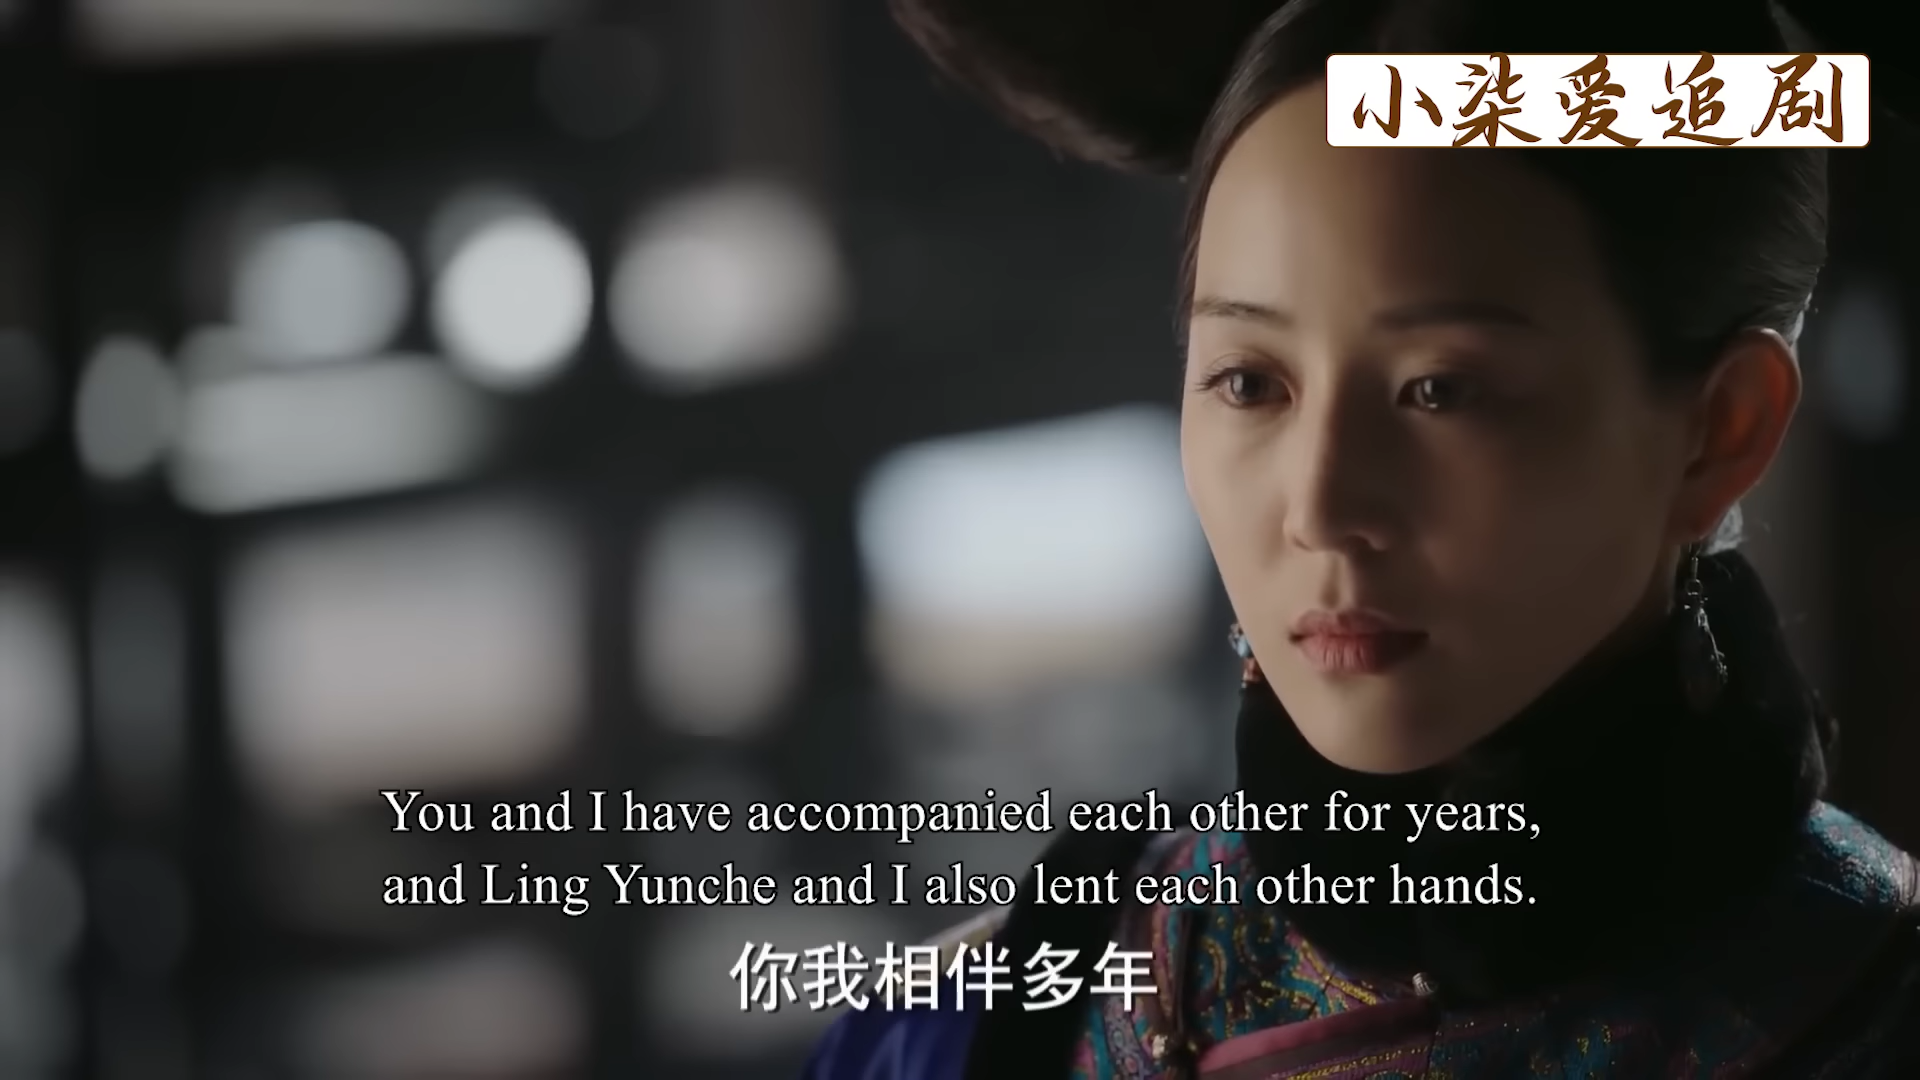 小柒爱追剧
You and I have accompanied each other for years,
and Ling Yunche and I also lent each other hands.
你我相伴多年